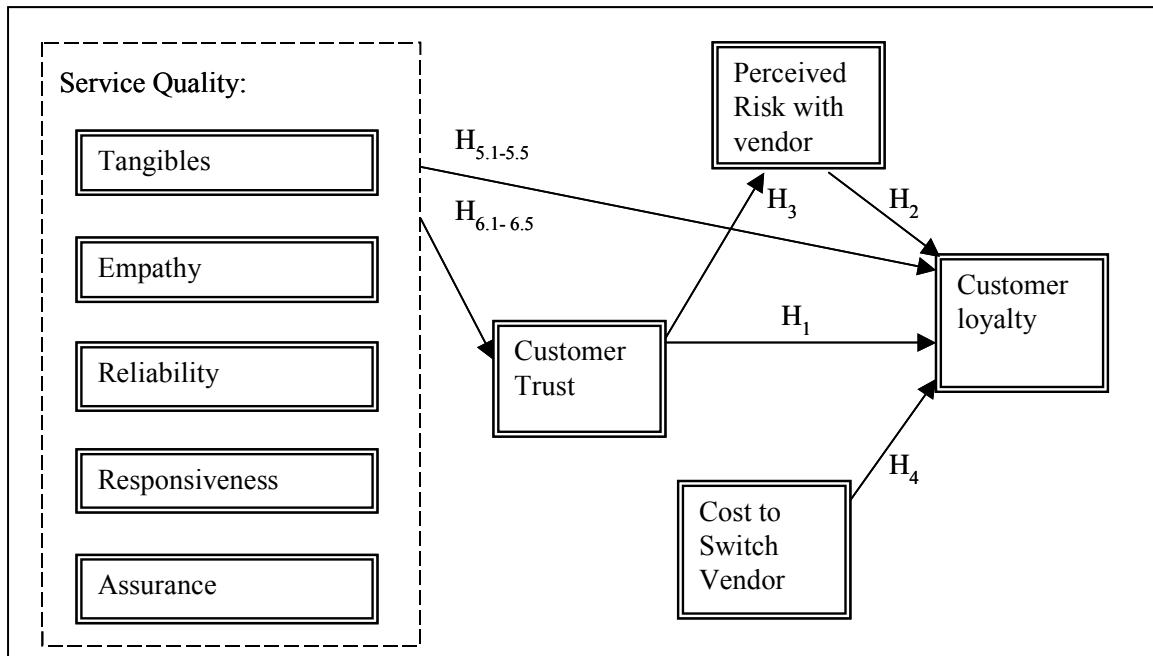 Service Quality:
Tangibles
Empathy
Reliability
Responsiveness
Assurance
H5.1-5.5
H6.1- 6.5
Customer
Trust
Perceived
Risk with
vendor
H3
H2
H1
Customer
loyalty
H4
Cost to
Switch
Vendor